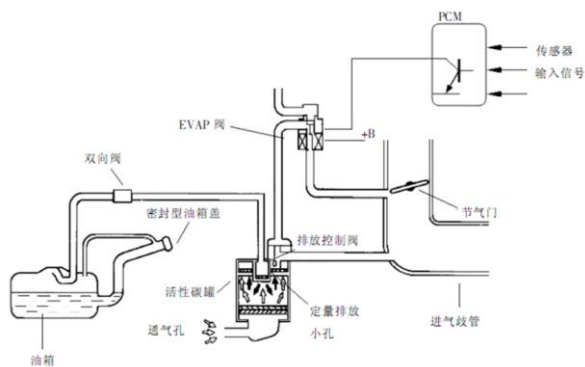 PCM
传感器
输入信号
EVAP 阀
+B
双向阀
节气门
密封型油箱盖
排放控制阀
活性碳罐
定量排放
小孔
通气孔
进气歧管
油箱